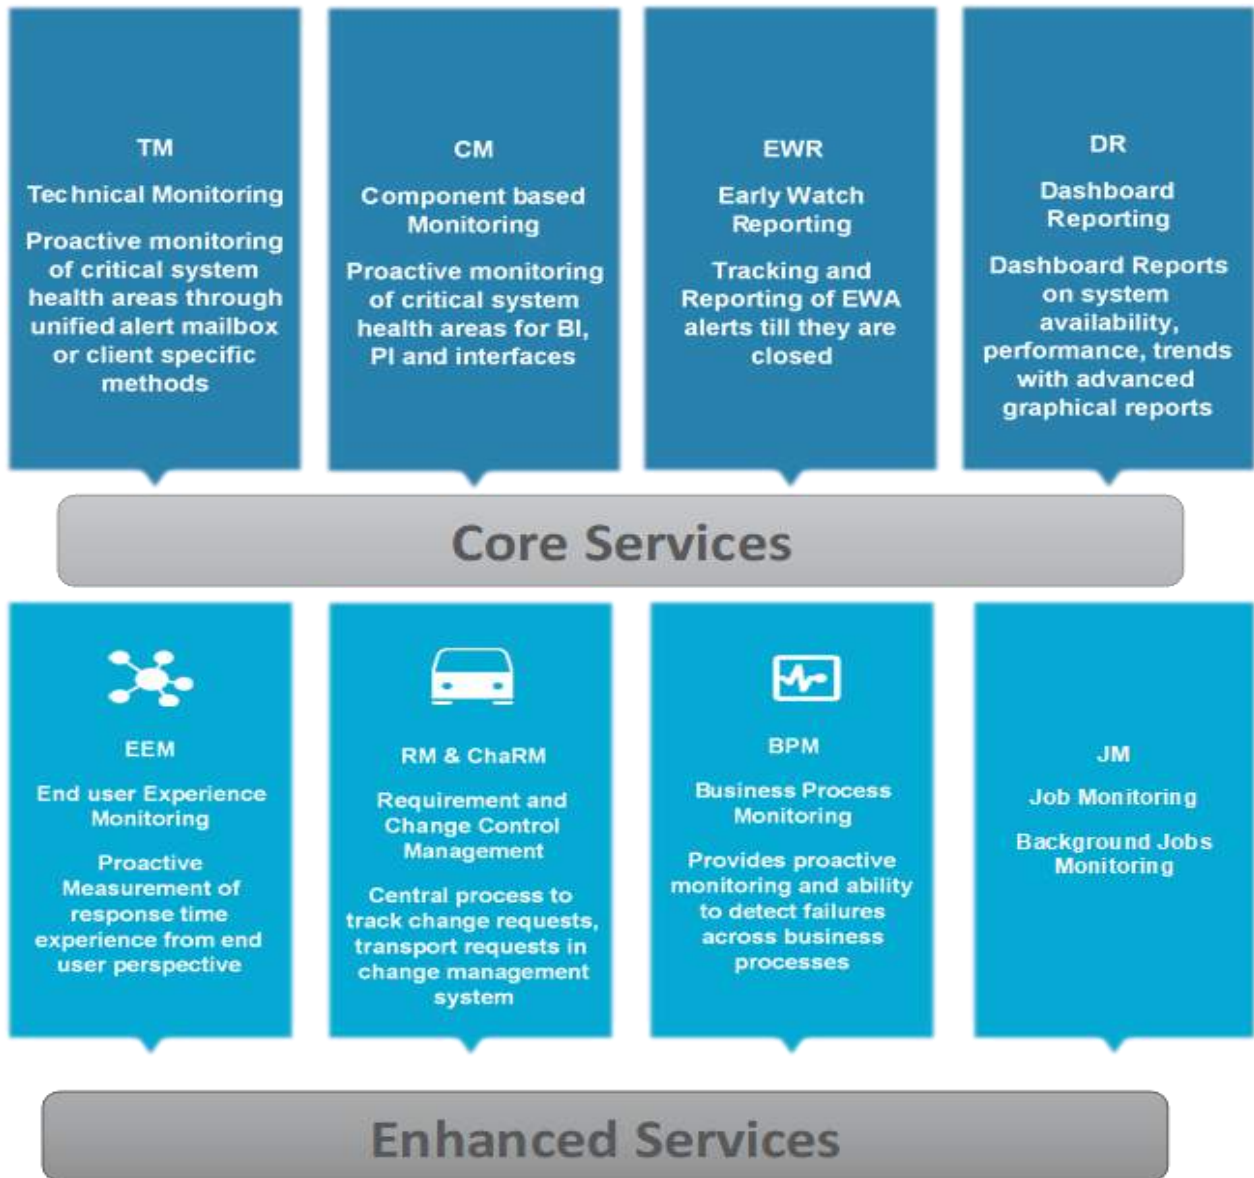 TM
Technical Monitoring
Proactive monitoring
of critical system
health areas through
unified alert mailbox
or client specific
methods
CM
Component based
Monitoring
Proactive monitoring
of critical system
health areas for BI,
PI and interfaces
EWR
Early Watch
Reporting
Tracking and
Reporting of EWA
alerts till they are
closed
DR
Dashboard
Reporting
Dashboard Reports
on system
availability,
performance, trends
with advanced
graphical reports
Core Services
EEM
End user Experience
Monitoring
Proactive
Measurement of
response time
experience from end
user perspective
RM & ChaRM
Requirement and
Change Control
Management
Central process to
track change requests,
transport requests in
change management
system
BPM
Business Process
Monitoring
Provides proactive
monitoring and ability
to detect failures
across business
processes
JM
Job Monitoring
Background Jobs
Monitoring
Enhanced Services